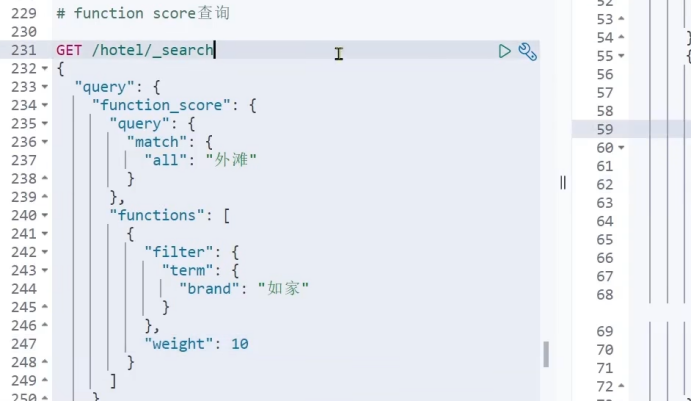 229 # function score查询
230
231 GET /hotel/_search
232 {
233 "query": {
234 "function_score": {
235 "query": {
236 "match": {
237 "all": "外滩"
238 }
239 },
240 "functions": [
241 {
242 "filter": {
243 "term": {
244 "brand": "如家"
245 }
246 },
247 "weight": 10
248 }
249 ]
250 }
52
53
54 }
55 {
56
57
58
59
60
61
62
63
64
65
66
67
68
69
70
71
72